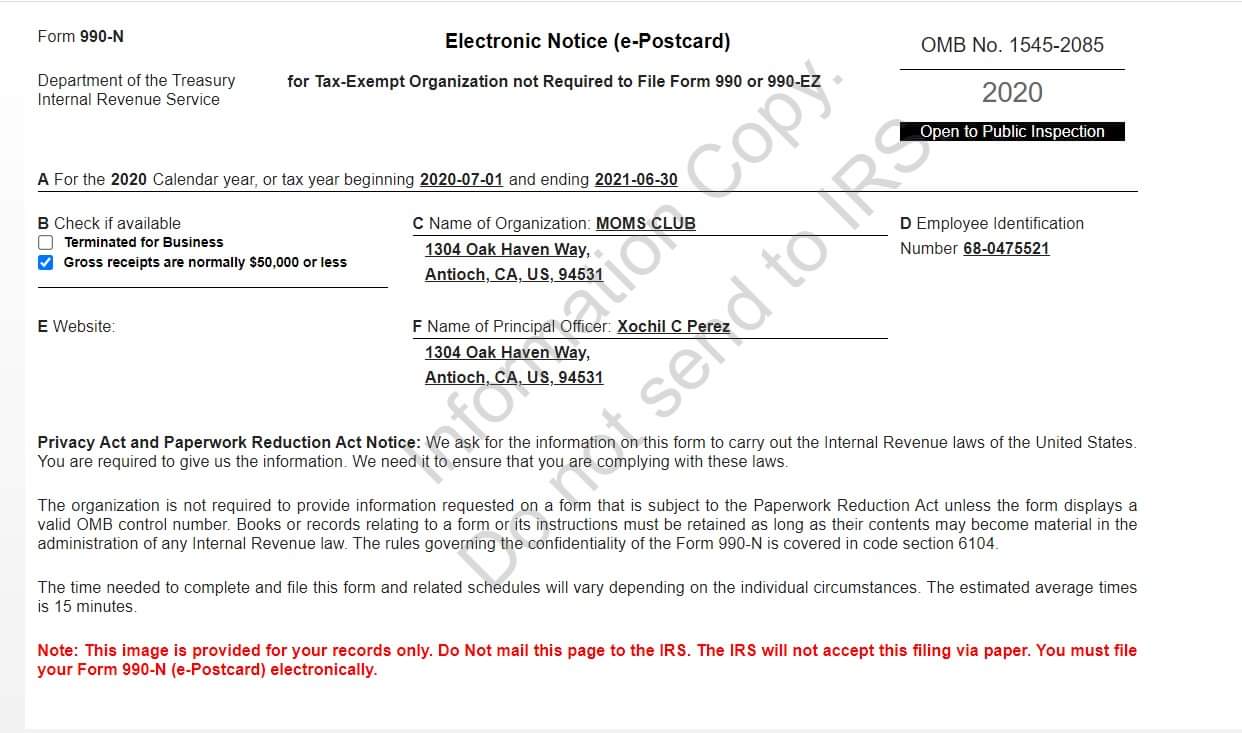 Form 990-N
Department of the Treasury
Internal Revenue Service
Electronic Notice (e-Postcard)
for Tax-Exempt Organization not Required to File Form 990 or 990-EZ
OMB No. 1545-2085
2020
Open to Public Inspection
A For the 2020 Calendar year, or tax year beginning 2020-07-01 and ending 2021-06-30
B Check if available
Terminated for Business
Gross receipts are normally $50,000 or less
C Name of Organization: MOMS CLUB
1304 Oak Haven Way,
Antioch, CA, US, 94531
D Employee Identification
Number 68-0475521
E Website:
F Name of Principal Officer: Xochil C Perez
1304 Oak Haven Way,
Antioch, CA, US, 94531
Privacy Act and Paperwork Reduction Act Notice: We ask for the information on this form to carry out the Internal Revenue laws of the United States.
You are required to give us the information. We need it to ensure that you are complying with these laws.
The organization is not required to provide information requested on a form that is subject to the Paperwork Reduction Act unless the form displays a
valid OMB control number. Books or records relating to a form or its instructions must be retained as long as their contents may become material in the
administration of any Internal Revenue law. The rules governing the confidentiality of the Form 990-N is covered in code section 6104.
The time needed to complete and file this form and related schedules will vary depending on the individual circumstances. The estimated average times
is 15 minutes.
Note: This image is provided for your records only. Do Not mail this page to the IRS. The IRS will not accept this filing via paper. You must file
your Form 990-N (e-Postcard) electronically.
Information Copy.
Do not send to IRS